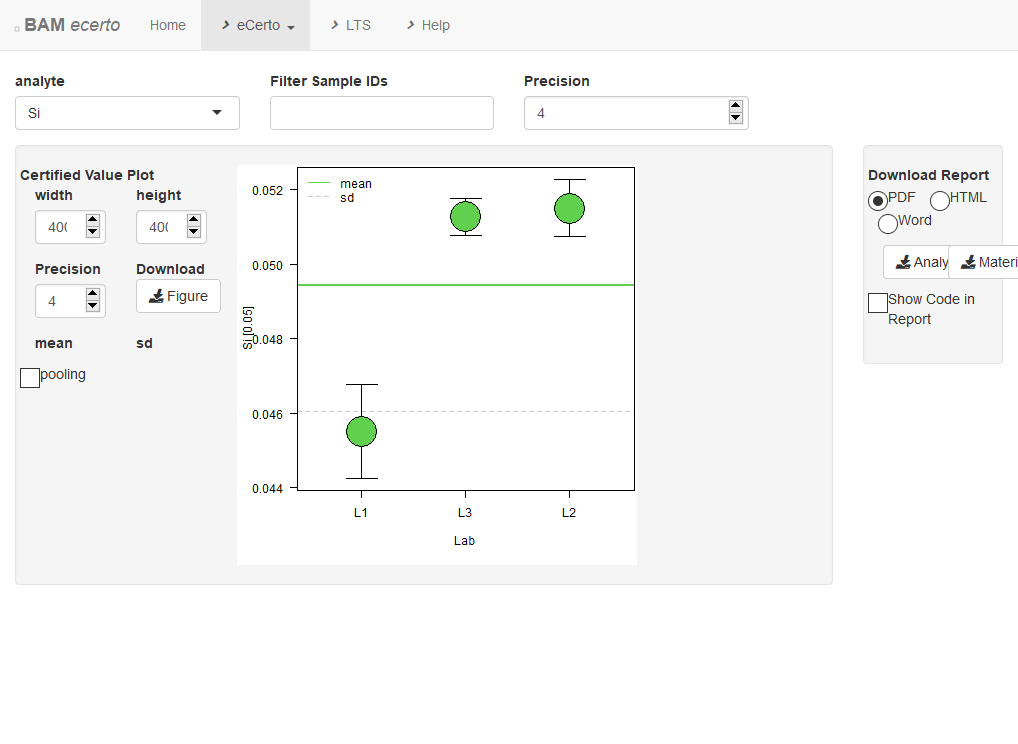 BAM ecerto Home eCerto LTS Help
analyte Filter Sample IDs Precision
Si 4
Certified Value Plot
width height
400 400
Precision Download
4 Figure
mean sd
pooling
mean
sd
0.052
0.050
0.048
0.046
0.044
Si [0.05]
L1 L3 L2
Lab
Download Report
PDF HTML
Word
Analy Materi
Show Code in
Report